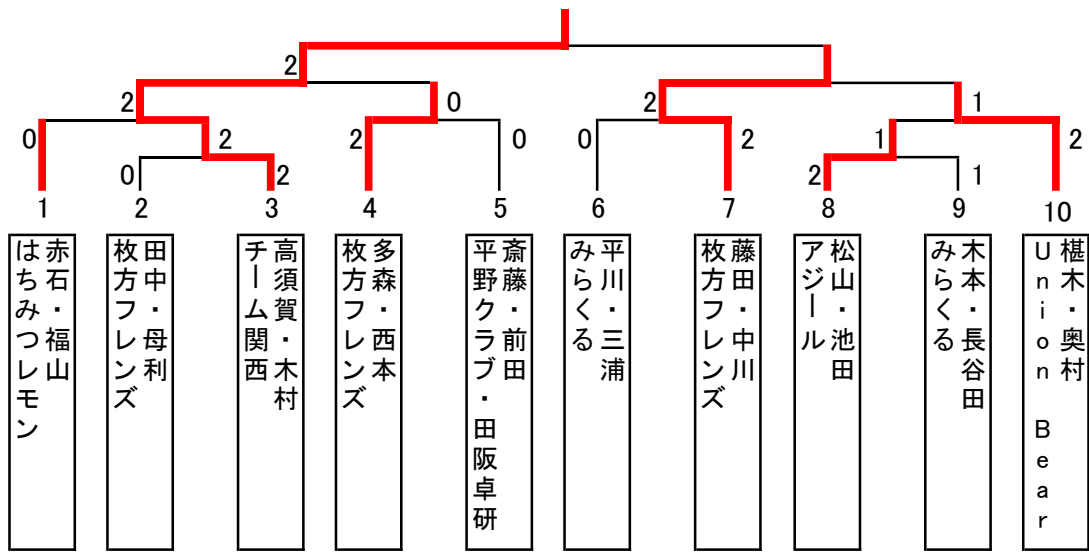 2
2 0 2 1
0 2 2 0 0 2 1 2
0 2 2 1
1 2 3 4 5 6 7 8 9 10
赤石・福山
はちみつレモン
田中・母利
枚方フレンズ
高須賀・木村
チーム関西
多森・西本
枚方フレンズ
斎藤・前田
平野クラブ・田阪卓研
平川・三浦
みらくる
藤田・中川
枚方フレンズ
松山・池田
アジール
木本・長谷田
みらくる
椹木・奥村
Union Bear